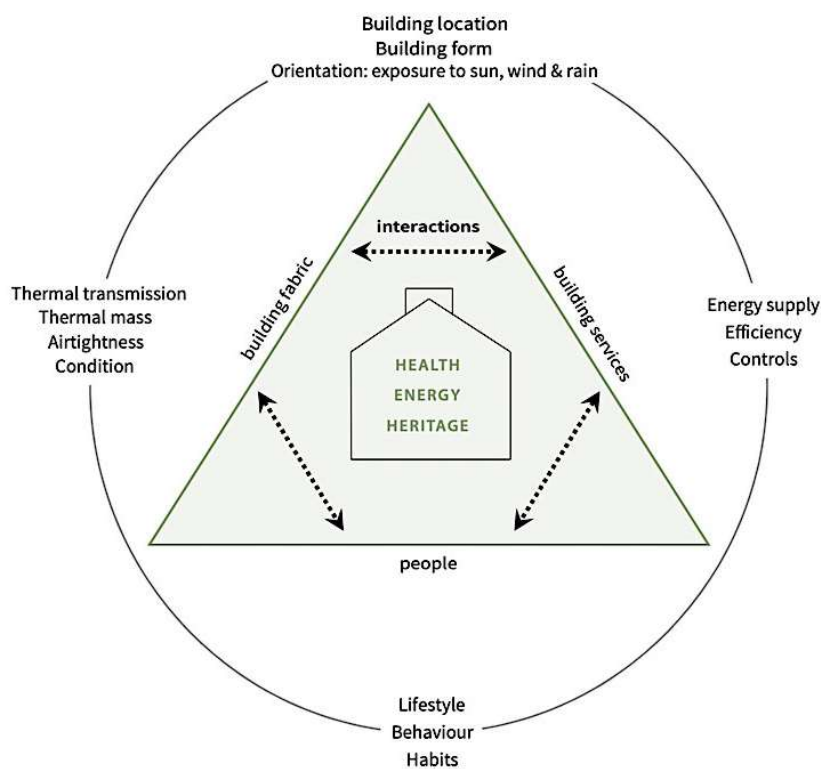 Building location
Building form
Orientation: exposure to sun, wind & rain
interactions
building fabric
building services
Thermal transmission
Thermal mass
Airtightness
Condition
Energy supply
Efficiency
Controls
HEALTH
ENERGY
HERITAGE
people
Lifestyle
Behaviour
Habits